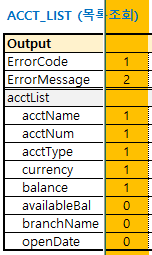 ACCT_LIST (목록조회)
Output
ErrorCode 1
ErrorMessage 2
acctList
acctName 1
acctNum 1
acctType 1
currency 1
balance 1
availableBal 0
branchName 0
openDate 0